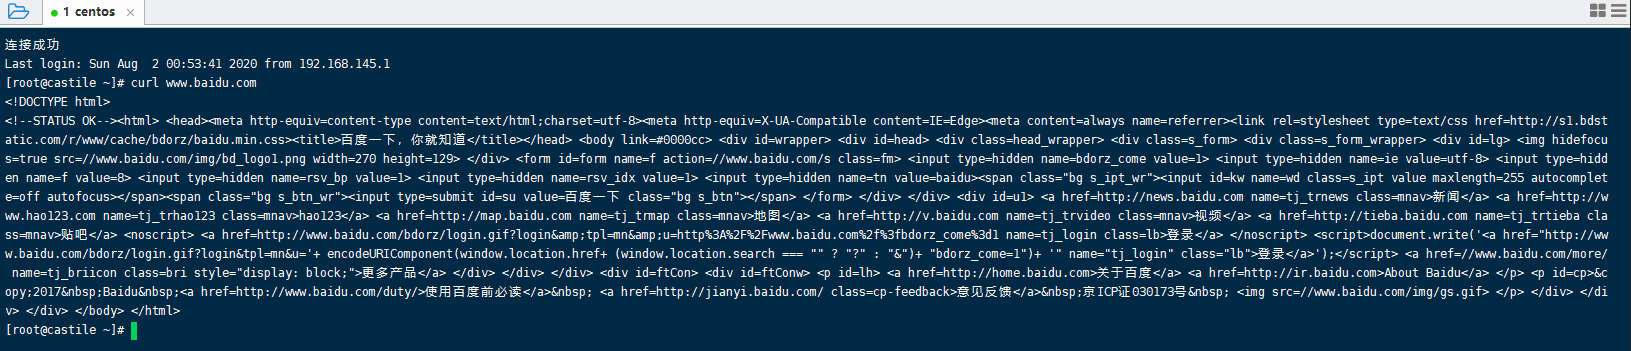 1 centos
连接成功
Last login: Sun Aug  2 00:53:41 2020 from 192.168.145.1
[root@castile ~]# curl www.baidu.com
<!DOCTYPE html>
<!--STATUS OK--><html> <head><meta http-equiv=content-type content=text/html;charset=utf-8><meta http-equiv=X-UA-Compatible content=IE=Edge><meta content=always name=referrer><link rel=stylesheet type=text/css href=http://s1.bdst
atic.com/r/www/cache/bdorz/baidu.min.css><title>百度一下，你就知道</title></head> <body link=#0000cc> <div id=wrapper> <div id=head> <div class=head_wrapper> <div class=s_form> <div class=s_form_wrapper> <div id=lg> <img hidefocu
s=true src=//www.baidu.com/img/bd_logo1.png width=270 height=129> </div> <form id=form name=f action=//www.baidu.com/s class=fm> <input type=hidden name=bdorz_come value=1> <input type=hidden name=ie value=utf-8> <input type=hidd
en name=f value=8> <input type=hidden name=rsv_bp value=1> <input type=hidden name=rsv_idx value=1> <input type=hidden name=tn value=baidu><span class="bg s_ipt_wr"><input id=kw name=wd class=s_ipt value maxlength=255 autocomplet
e=off autofocus></span><span class="bg s_btn_wr"><input type=submit id=su value=百度一下 class="bg s_btn"></span> </form> </div> </div> <div id=u1> <a href=http://news.baidu.com name=tj_trnews class=mnav>新闻</a> <a href=http://w
ww.hao123.com name=tj_trhao123 class=mnav>hao123</a> <a href=http://map.baidu.com name=tj_trmap class=mnav>地图</a> <a href=http://v.baidu.com name=tj_trvideo class=mnav>视频</a> <a href=http://tieba.baidu.com name=tj_trtieba cla
ss=mnav>贴吧</a> <noscript> <a href=http://www.baidu.com/bdorz/login.gif?login&amp;tpl=mn&amp;u=http%3A%2F%2Fwww.baidu.com%2f%3fbdorz_come%3d1 name=tj_login class=lb>登录</a> </noscript> <script>document.write('<a href="http://ww
w.baidu.com/bdorz/login.gif?login&tpl=mn&u='+ encodeURIComponent(window.location.href+ (window.location.search === "" ? "?" : "&")+ "bdorz_come=1")+ '" name="tj_login" class="lb">登录</a>');</script> <a href=//www.baidu.com/more/
 name=tj_briicon class=bri style="display: block;">更多产品</a> </div> </div> </div> <div id=ftCon> <div id=ftConw> <p id=lh> <a href=http://home.baidu.com>关于百度</a> <a href=http://ir.baidu.com>About Baidu</a> </p> <p id=cp>&c
opy;2017&nbsp;Baidu&nbsp;<a href=http://www.baidu.com/duty/>使用百度前必读</a>&nbsp; <a href=http://jianyi.baidu.com/ class=cp-feedback>意见反馈</a>&nbsp;京ICP证030173号&nbsp; <img src=//www.baidu.com/img/gs.gif> </p> </div> </di
v> </div> </body> </html>
[root@castile ~]#